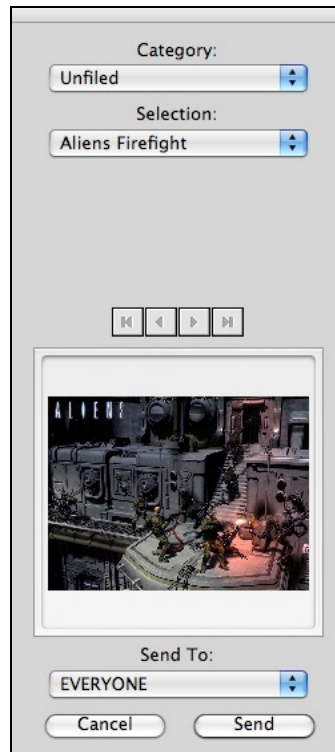 Category:
Unfiled
Selection:
Aliens Firefight
ALIENS
Send To:
EVERYONE
Cancel
Send